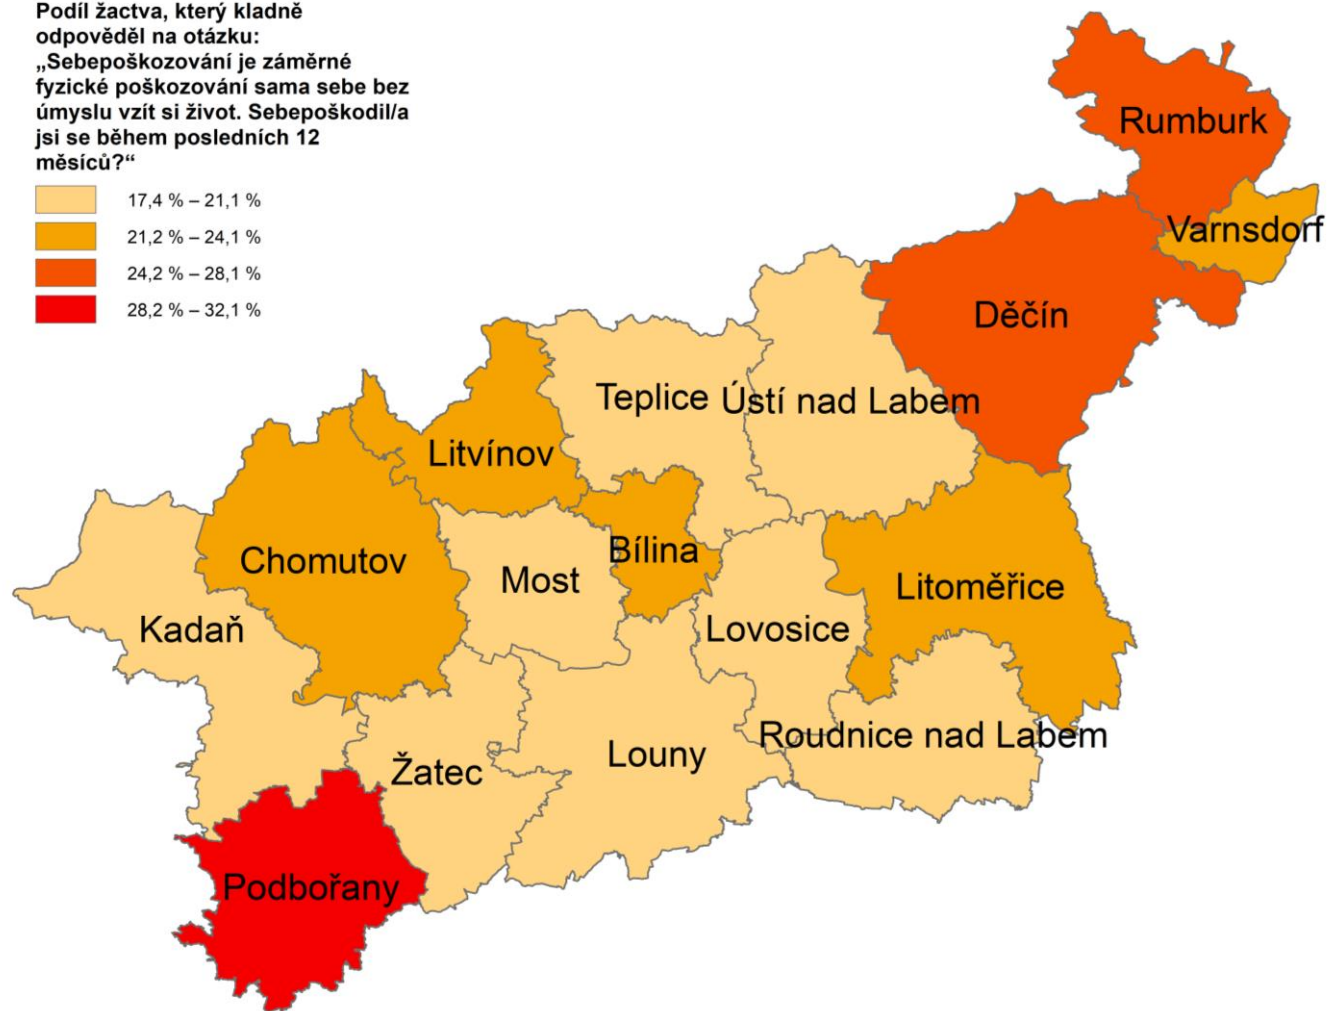 Podíl žactva, který kladně
odpověděl na otázku:
„Sebepoškozování je záměrné
fyzické poškozování sama sebe bez
úmyslu vzít si život. Sebepoškodil/a
jsi se během posledních 12
měsíců?“
17,4 % – 21,1 %
21,2 % – 24,1 %
24,2 % – 28,1 %
28,2 % – 32,1 %
Rumburk
Varnsdorf
Děčín
Teplice
Ústí nad Labem
Litvínov
Chomutov
Most
Bílina
Litoměřice
Kadaň
Lovosice
Žatec
Louny
Roudnice nad Labem
Podbořany